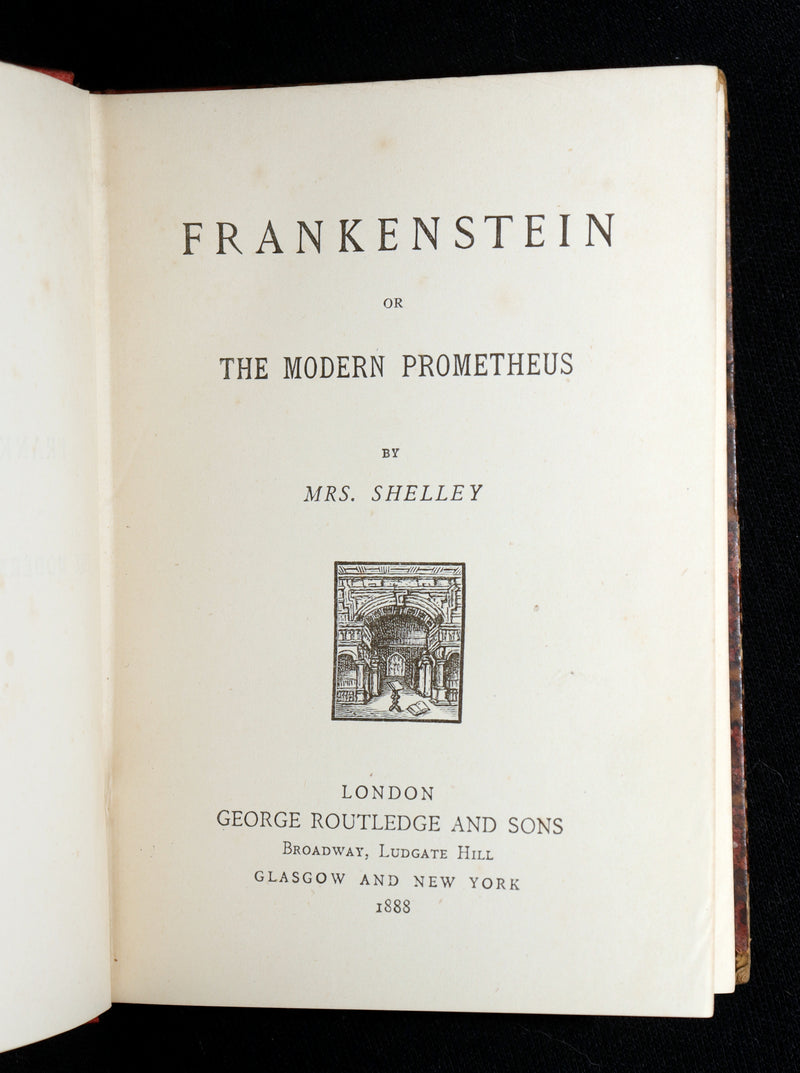 FRANKENSTEIN
OR
THE MODERN PROMETHEUS
BY
MRS. SHELLEY
LONDON
GEORGE ROUTLEDGE AND SONS
BROADWAY, LUDGATE HILL
GLASGOW AND NEW YORK
1888